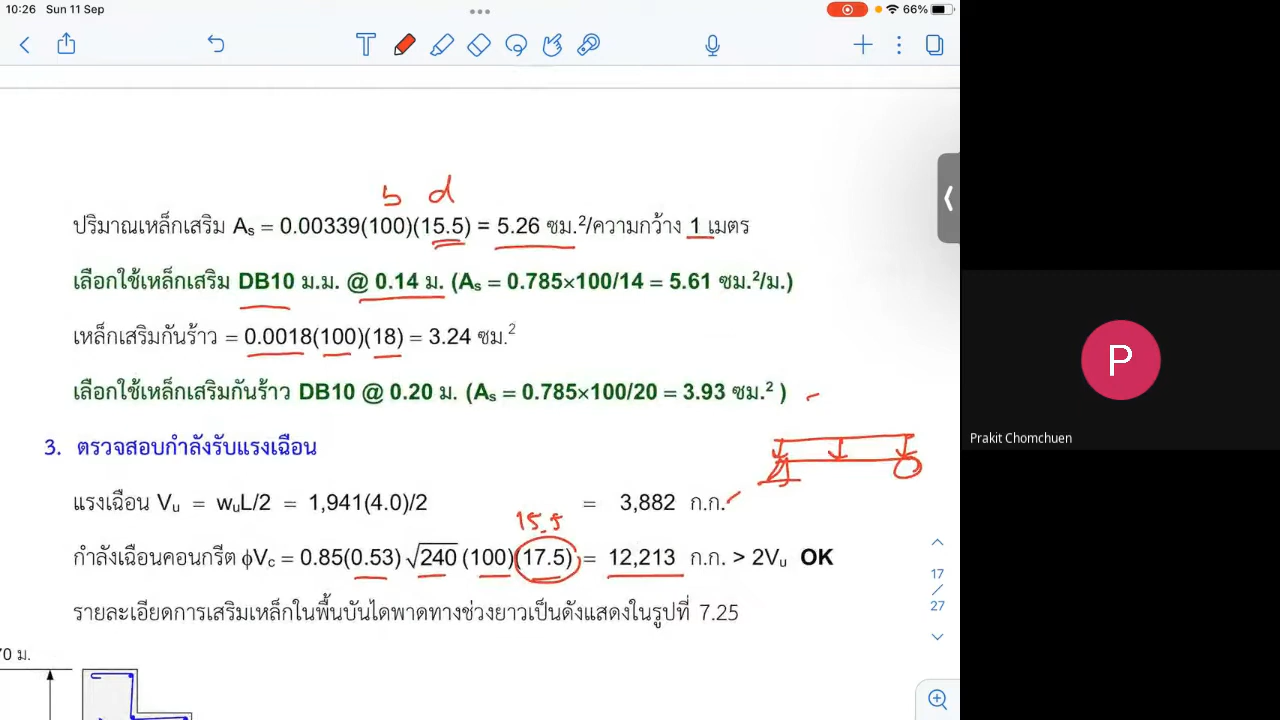 10:26 Sun 11 Sep
66%
b d
ปริมาณเหล็กเสริม As = 0.00339(100)(15.5) = 5.26 ซม.²/ความกว้าง 1 เมตร
เลือกใช้เหล็กเสริม DB10 ม.ม. @ 0.14 ม. (As = 0.785×100/14 = 5.61 ซม.²/ม.)
เหล็กเสริมกันร้าว = 0.0018(100)(18) = 3.24 ซม.²
เลือกใช้เหล็กเสริมกันร้าว DB10 @ 0.20 ม. (As = 0.785×100/20 = 3.93 ซม.² )
3. ตรวจสอบกำลังรับแรงเฉือน
แรงเฉือน Vu = wuL/2 = 1,941(4.0)/2 = 3,882 ก.ก.
15.5
กำลังเฉือนคอนกรีต ϕVc = 0.85(0.53) √240 (100)(17.5) = 12,213 ก.ก. > 2Vu OK
รายละเอียดการเสริมเหล็กในพื้นบันไดพาดทางช่วงยาวเป็นดังแสดงในรูปที่ 7.25
70 ม.
17
/
27
P
Prakit Chomchuen